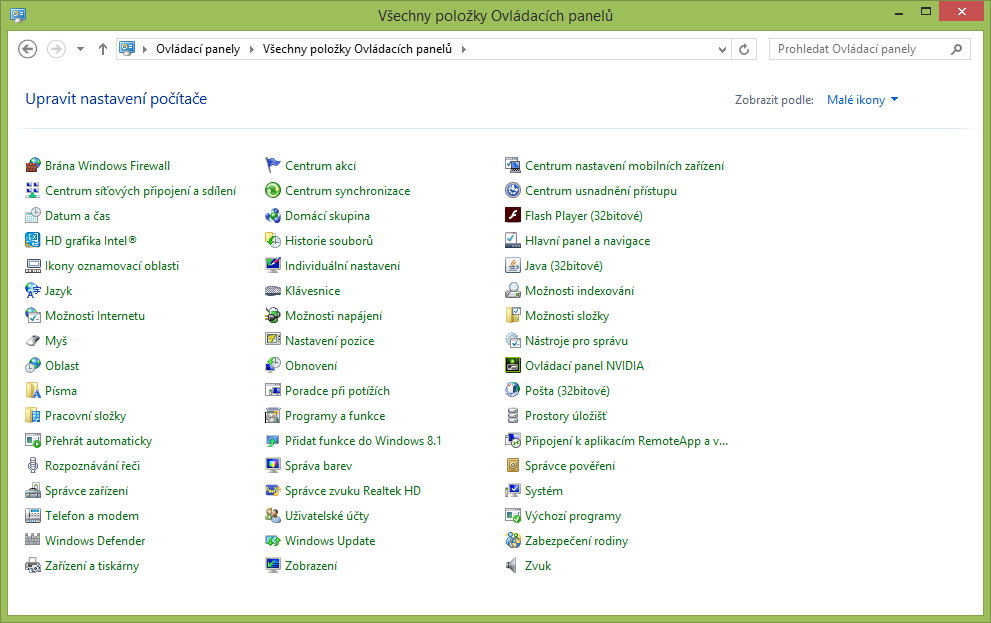 Všechny položky Ovládacích panelů
Ovládací panely
Všechny položky Ovládacích panelů
Prohledat Ovládací panely
Upravit nastavení počítače
Zobrazit podle: Malé ikony
Brána Windows Firewall
Centrum akcí
Centrum nastavení mobilních zařízení
Centrum síťových připojení a sdílení
Centrum synchronizace
Centrum usnadnění přístupu
Datum a čas
Domácí skupina
Flash Player (32bitové)
HD grafika Intel®
Historie souborů
Hlavní panel a navigace
Ikony oznamovací oblasti
Individuální nastavení
Java (32bitové)
Jazyk
Klávesnice
Možnosti indexování
Možnosti Internetu
Možnosti napájení
Možnosti složky
Myš
Nastavení pozice
Nástroje pro správu
Oblast
Obnovení
Ovládací panel NVIDIA
Písma
Poradce při potížích
Pošta (32bitové)
Pracovní složky
Programy a funkce
Prostory úložišť
Přehrát automaticky
Přidat funkce do Windows 8.1
Připojení k aplikacím RemoteApp a v...
Rozpoznávání řeči
Správa barev
Správce pověření
Správce zařízení
Správce zvuku Realtek HD
Systém
Telefon a modem
Uživatelské účty
Výchozí programy
Windows Defender
Windows Update
Zabezpečení rodiny
Zařízení a tiskárny
Zobrazení
Zvuk